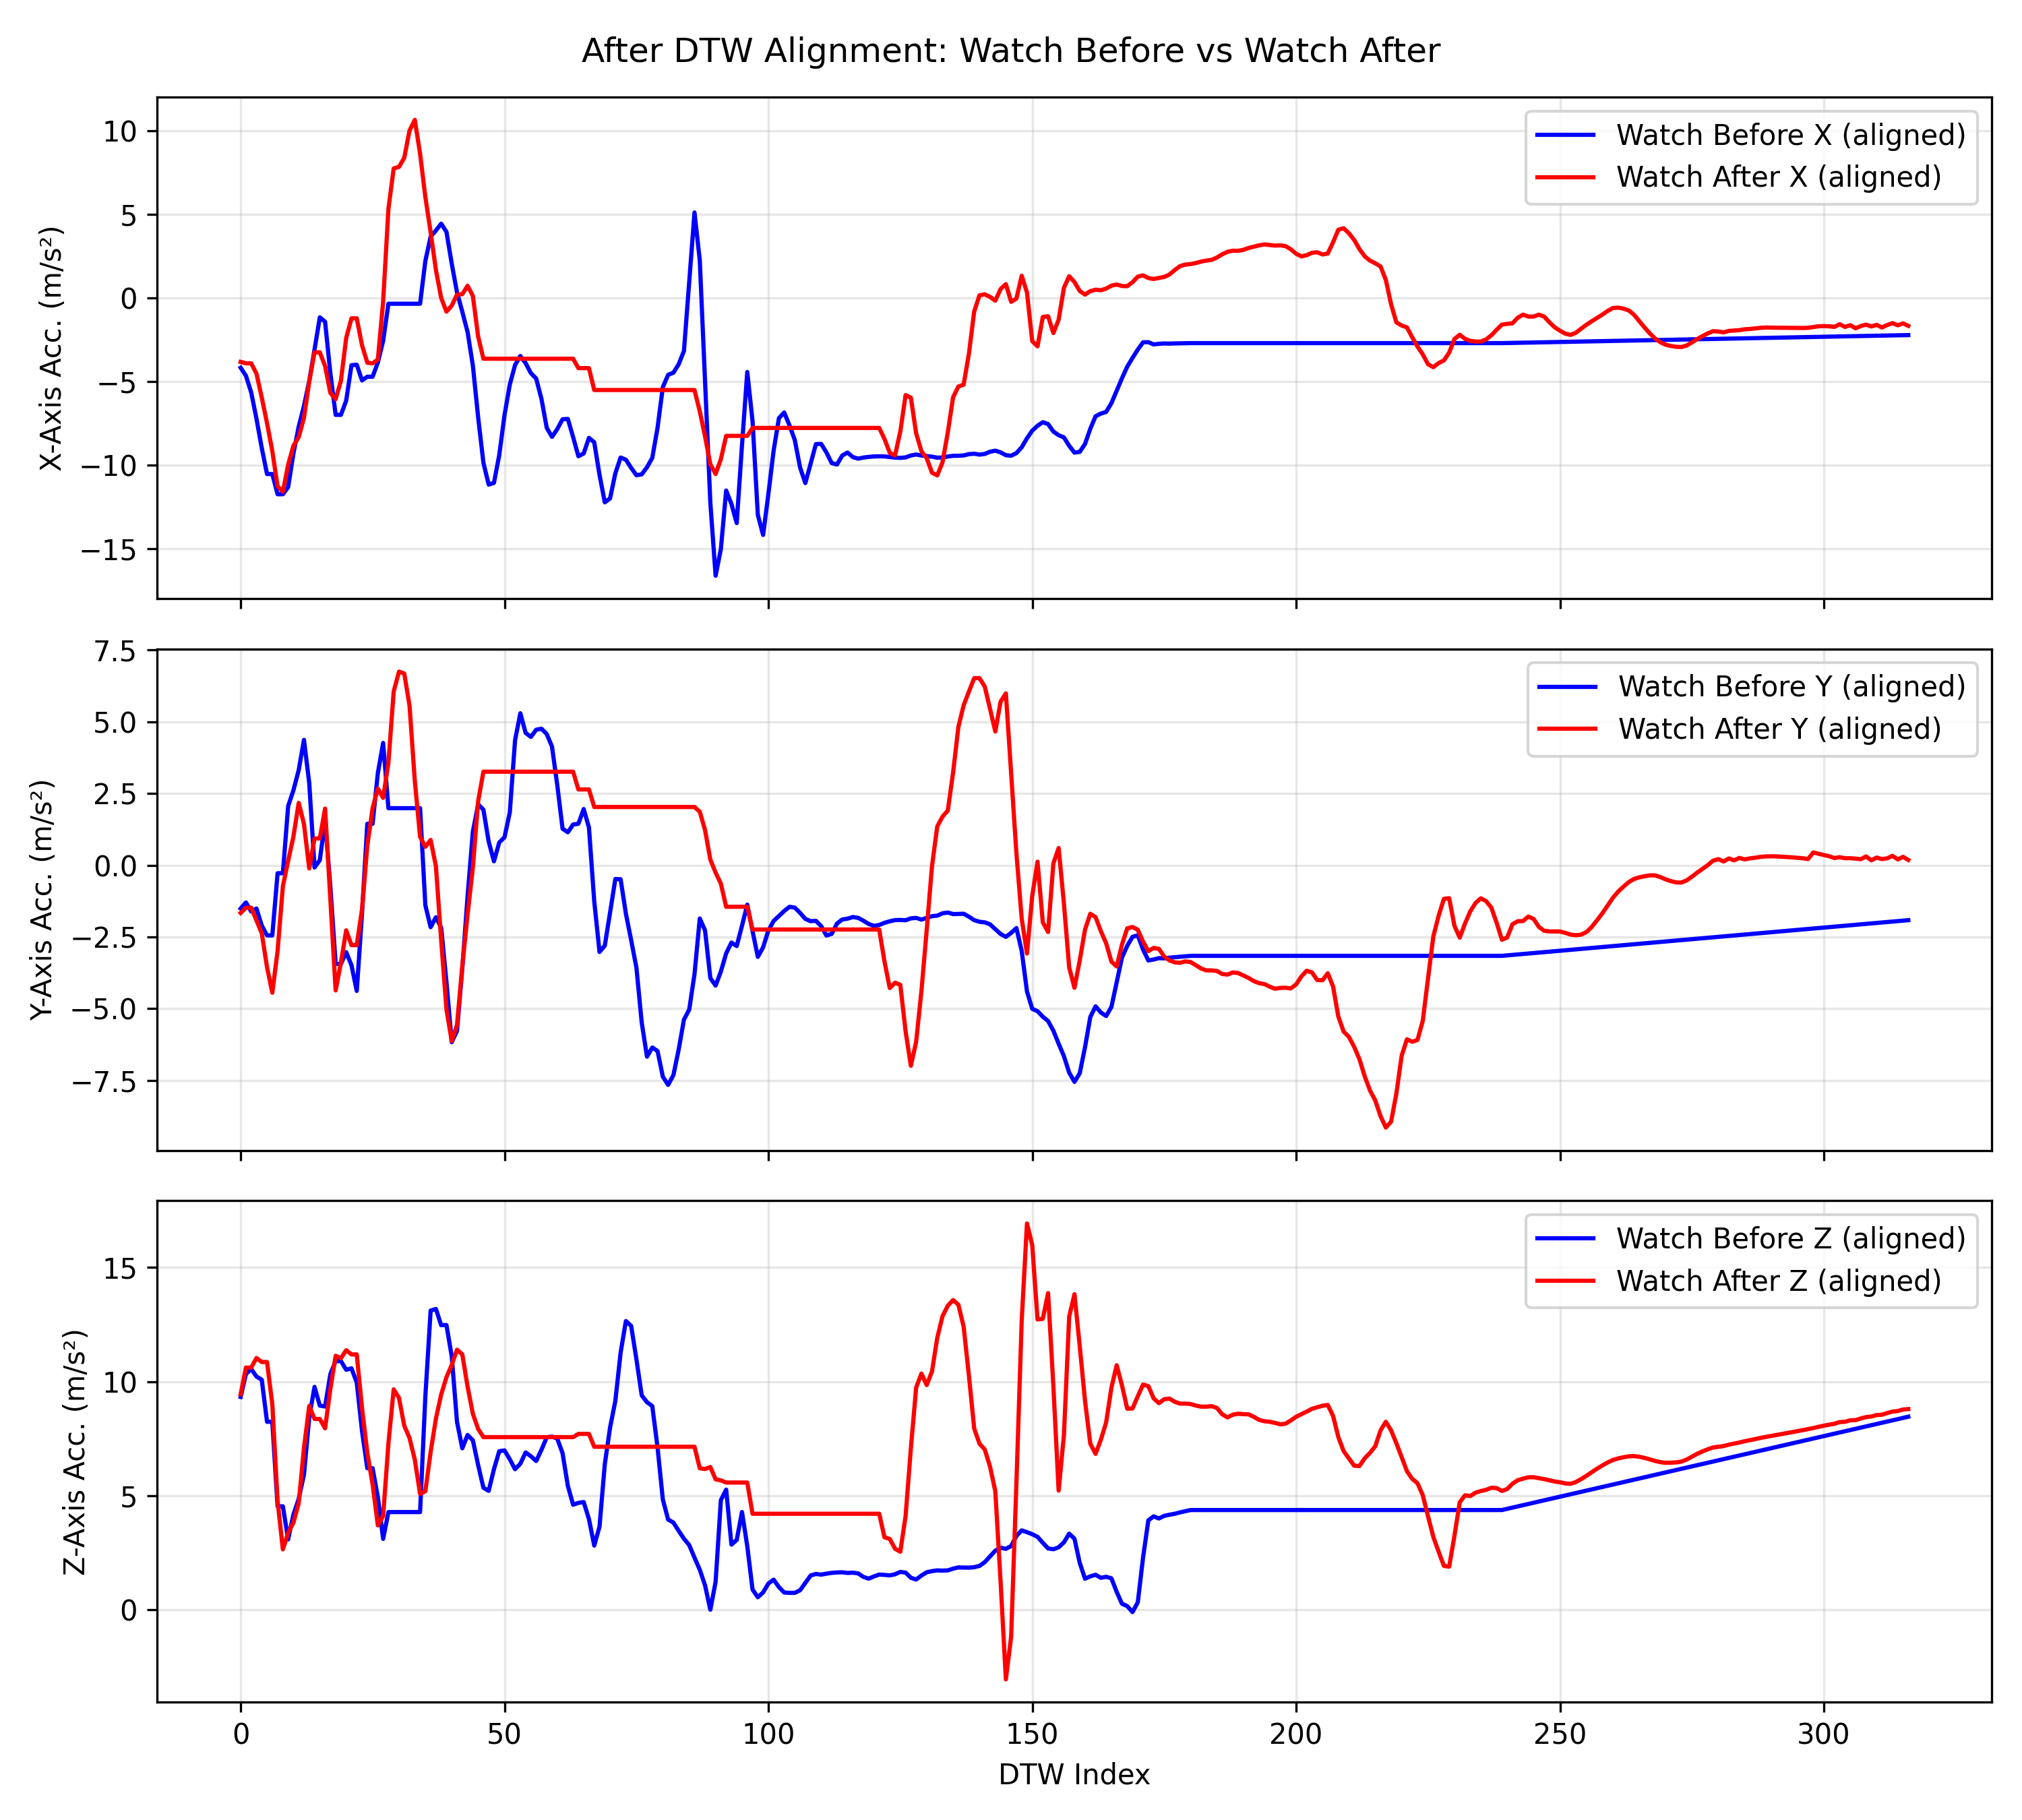 After DTW Alignment: Watch Before vs Watch After
10
5
0
−5
−10
−15
X-Axis Acc. (m/s²)
Watch Before X (aligned)
Watch After X (aligned)
7.5
5.0
2.5
0.0
−2.5
−5.0
−7.5
Y-Axis Acc. (m/s²)
Watch Before Y (aligned)
Watch After Y (aligned)
15
10
5
0
Z-Axis Acc. (m/s²)
Watch Before Z (aligned)
Watch After Z (aligned)
0 50 100 150 200 250 300
DTW Index